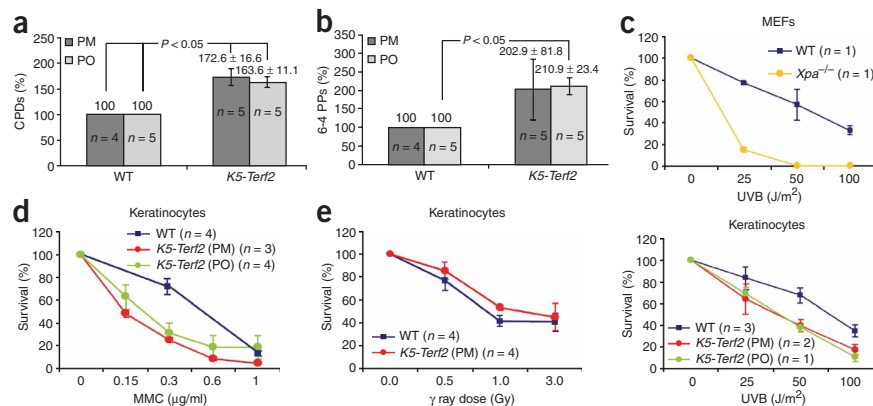 a
P < 0.05
172.6 ± 16.6
163.6 ± 11.1
PM
PO
250
200
150
100
50
0
CPDs (%)
100 100
n = 4 n = 5 n = 5 n = 5
WT K5-Terf2
b
P < 0.05
202.9 ± 81.8
210.9 ± 23.4
PM
PO
400
350
300
250
200
150
100
50
0
6-4 PPs (%)
100 100
n = 4 n = 5 n = 5 n = 5
WT K5-Terf2
c
MEFs
WT (n = 1)
Xpa–/– (n = 1)
120
100
80
60
40
20
0
Survival (%)
0 25 50 100
UVB (J/m²)
d
Keratinocytes
WT (n = 4)
K5-Terf2 (PM) (n = 3)
K5-Terf2 (PO) (n = 4)
120
100
80
60
40
20
0
Survival (%)
0 0.15 0.3 0.6 1
MMC (μg/ml)
e
Keratinocytes
120
100
80
60
40
20
0
Survival (%)
WT (n = 4)
K5-Terf2 (PM) (n = 4)
0.0 0.5 1.0 3.0
γ ray dose (Gy)
Keratinocytes
120
100
80
60
40
20
0
Survival (%)
WT (n = 3)
K5-Terf2 (PM) (n = 2)
K5-Terf2 (PO) (n = 1)
0 25 50 100
UVB (J/m²)